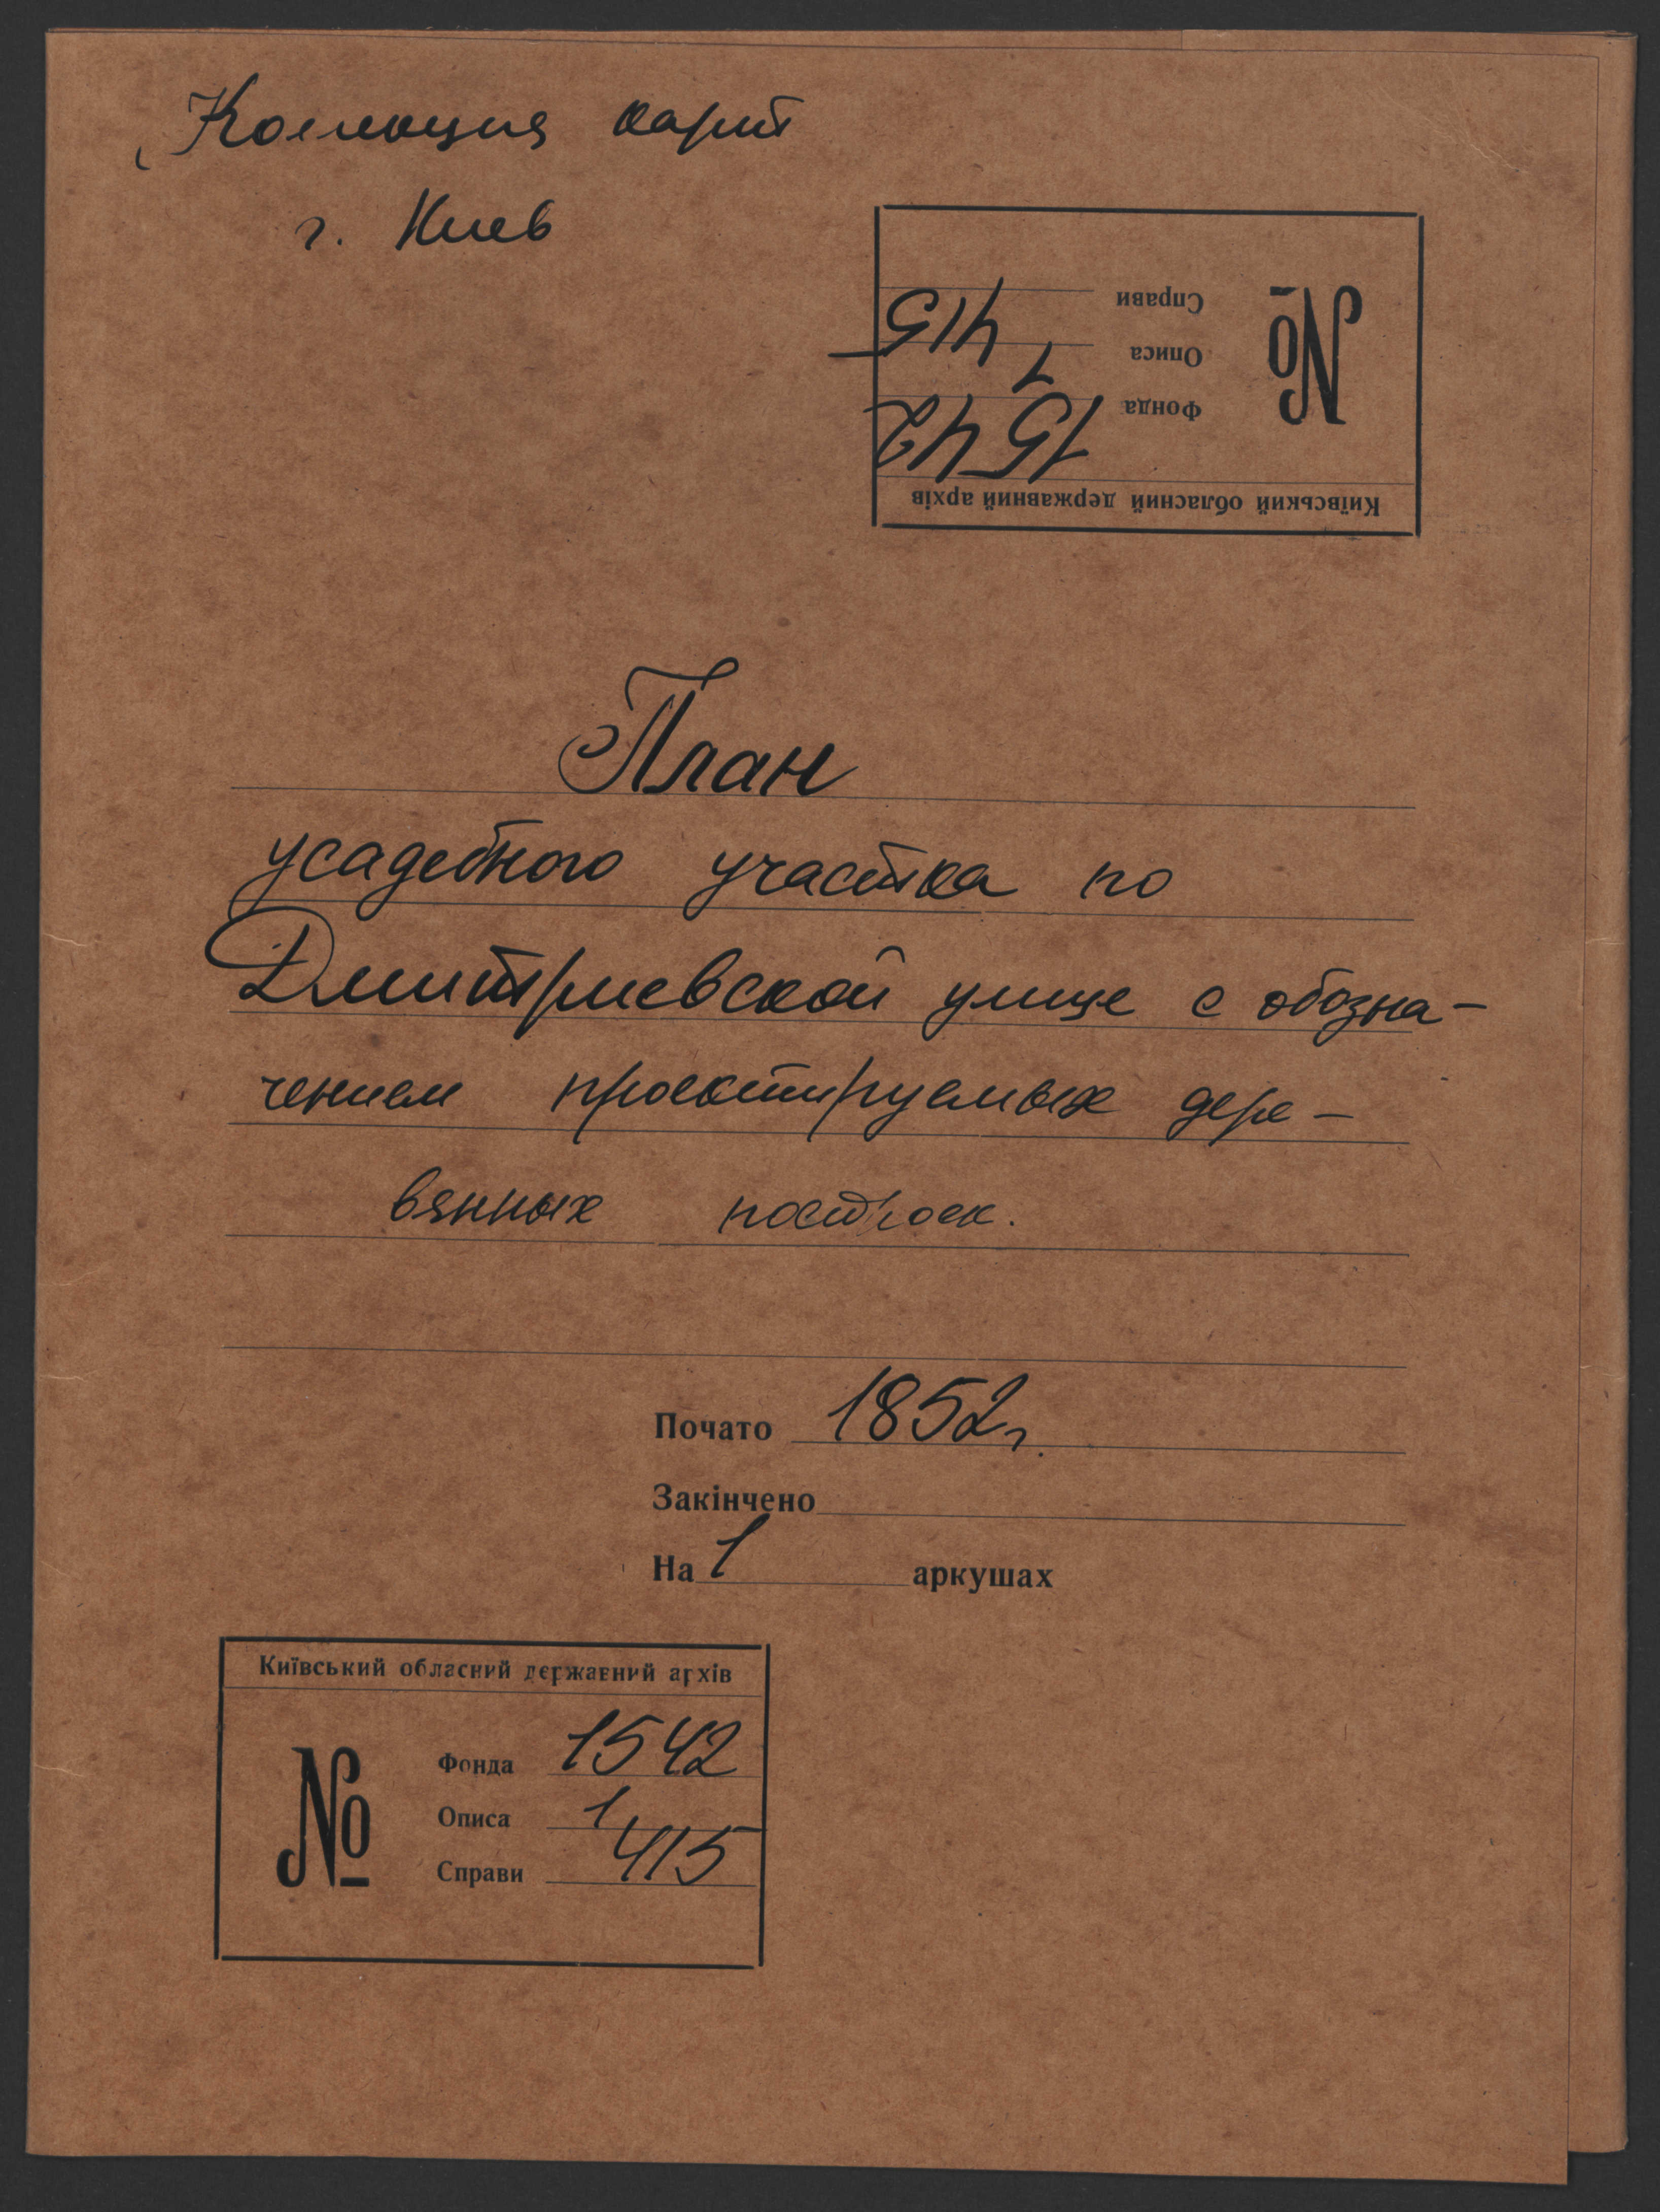 Коллекция карт
г. Киев
Київський обласний державний архів
№
Фонда 1542
Описа 1
Справи 415
План
усадебного участка по
Дмитриевской улице с обозна-
чением проектируемых дере-
вянных построек.
Почато 1852г.
Закінчено
На 1 аркушах
Київський обласний державний архів
№
Фонда 1542
Описа 1
Справи 415